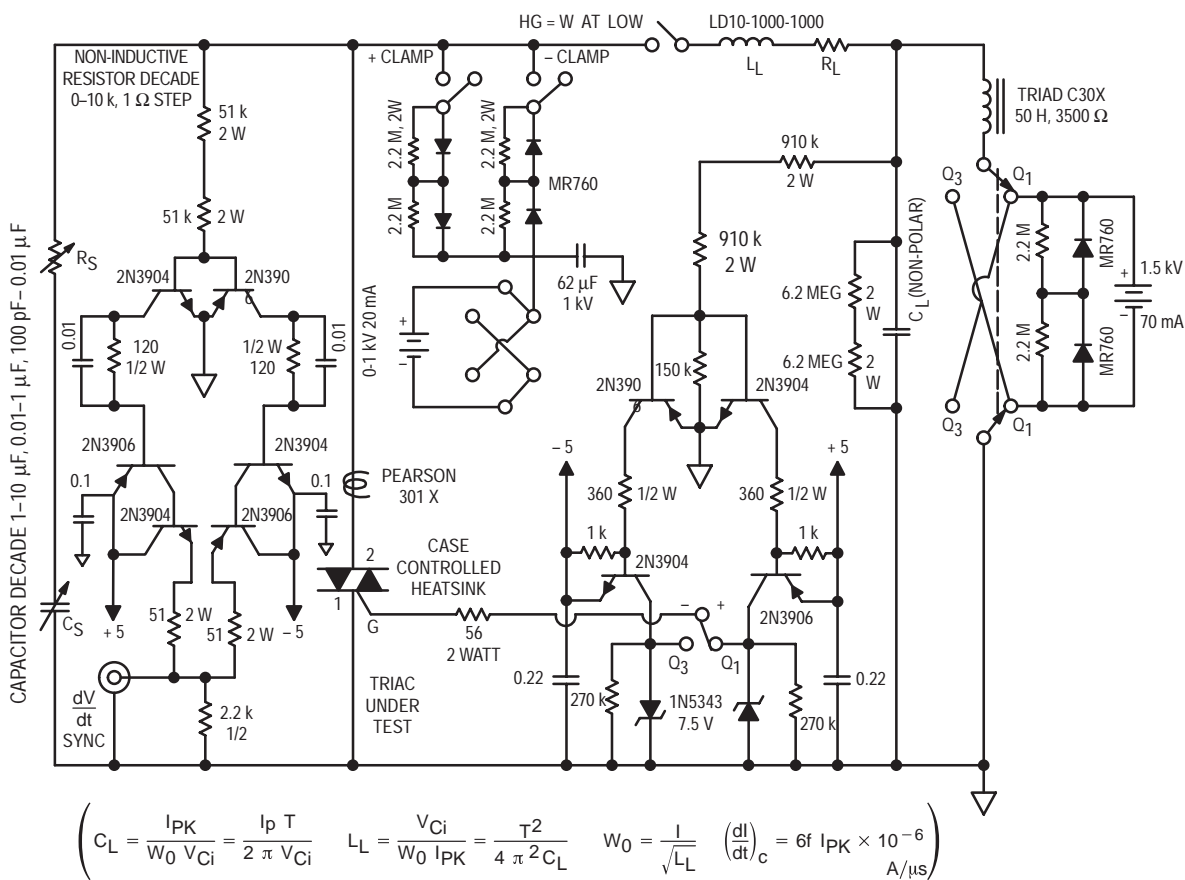 HG = W AT LOW
LD10-1000-1000
L_L
R_L
+ CLAMP
– CLAMP
NON-INDUCTIVE
RESISTOR DECADE
0–10 k, 1 Ω STEP
51 k
2 W
2.2 M, 2W
2.2 M, 2W
TRIAD C30X
50 H, 3500 Ω
910 k
2 W
51 k
2 W
2.2 M
2.2 M
MR760
Q3
Q1
R_S
2N3904
2N390
6
62 µF
1 kV
910 k
2 W
C_L (NON-POLAR)
2.2 M
MR760
+
1.5 kV
–
70 mA
0.01
120
1/2 W
1/2 W
120
0.01
0-1 kV 20 mA
+
–
6.2 MEG
2
W
6.2 MEG
2
W
2.2 M
MR760
150 k
2N390
6
2N3904
Q3
Q1
CAPACITOR DECADE 1–10 µF, 0.01–1 µF, 100 pF– 0.01 µF
2N3906
2N3904
0.1
0.1
2N3904
2N3906
PEARSON
301 X
– 5
+ 5
360
1/2 W
360
1/2 W
1 k
1 k
2N3904
2N3906
CASE
CONTROLLED
HEATSINK
2
1
G
56
2 WATT
–
+
C_S
+ 5
51
2 W
51
2 W
– 5
Q3
Q1
TRIAC
UNDER
TEST
0.22
270 k
1N5343
7.5 V
270 k
0.22
dV
dt
SYNC
2.2 k
1/2
(C_L = I_PK / W_0 V_Ci = I_p T / 2 π V_Ci L_L = V_Ci / W_0 I_PK = T² / 4 π² C_L W_0 = I / √L_L (dI/dt)_c = 6f I_PK × 10⁻⁶ A/µs)